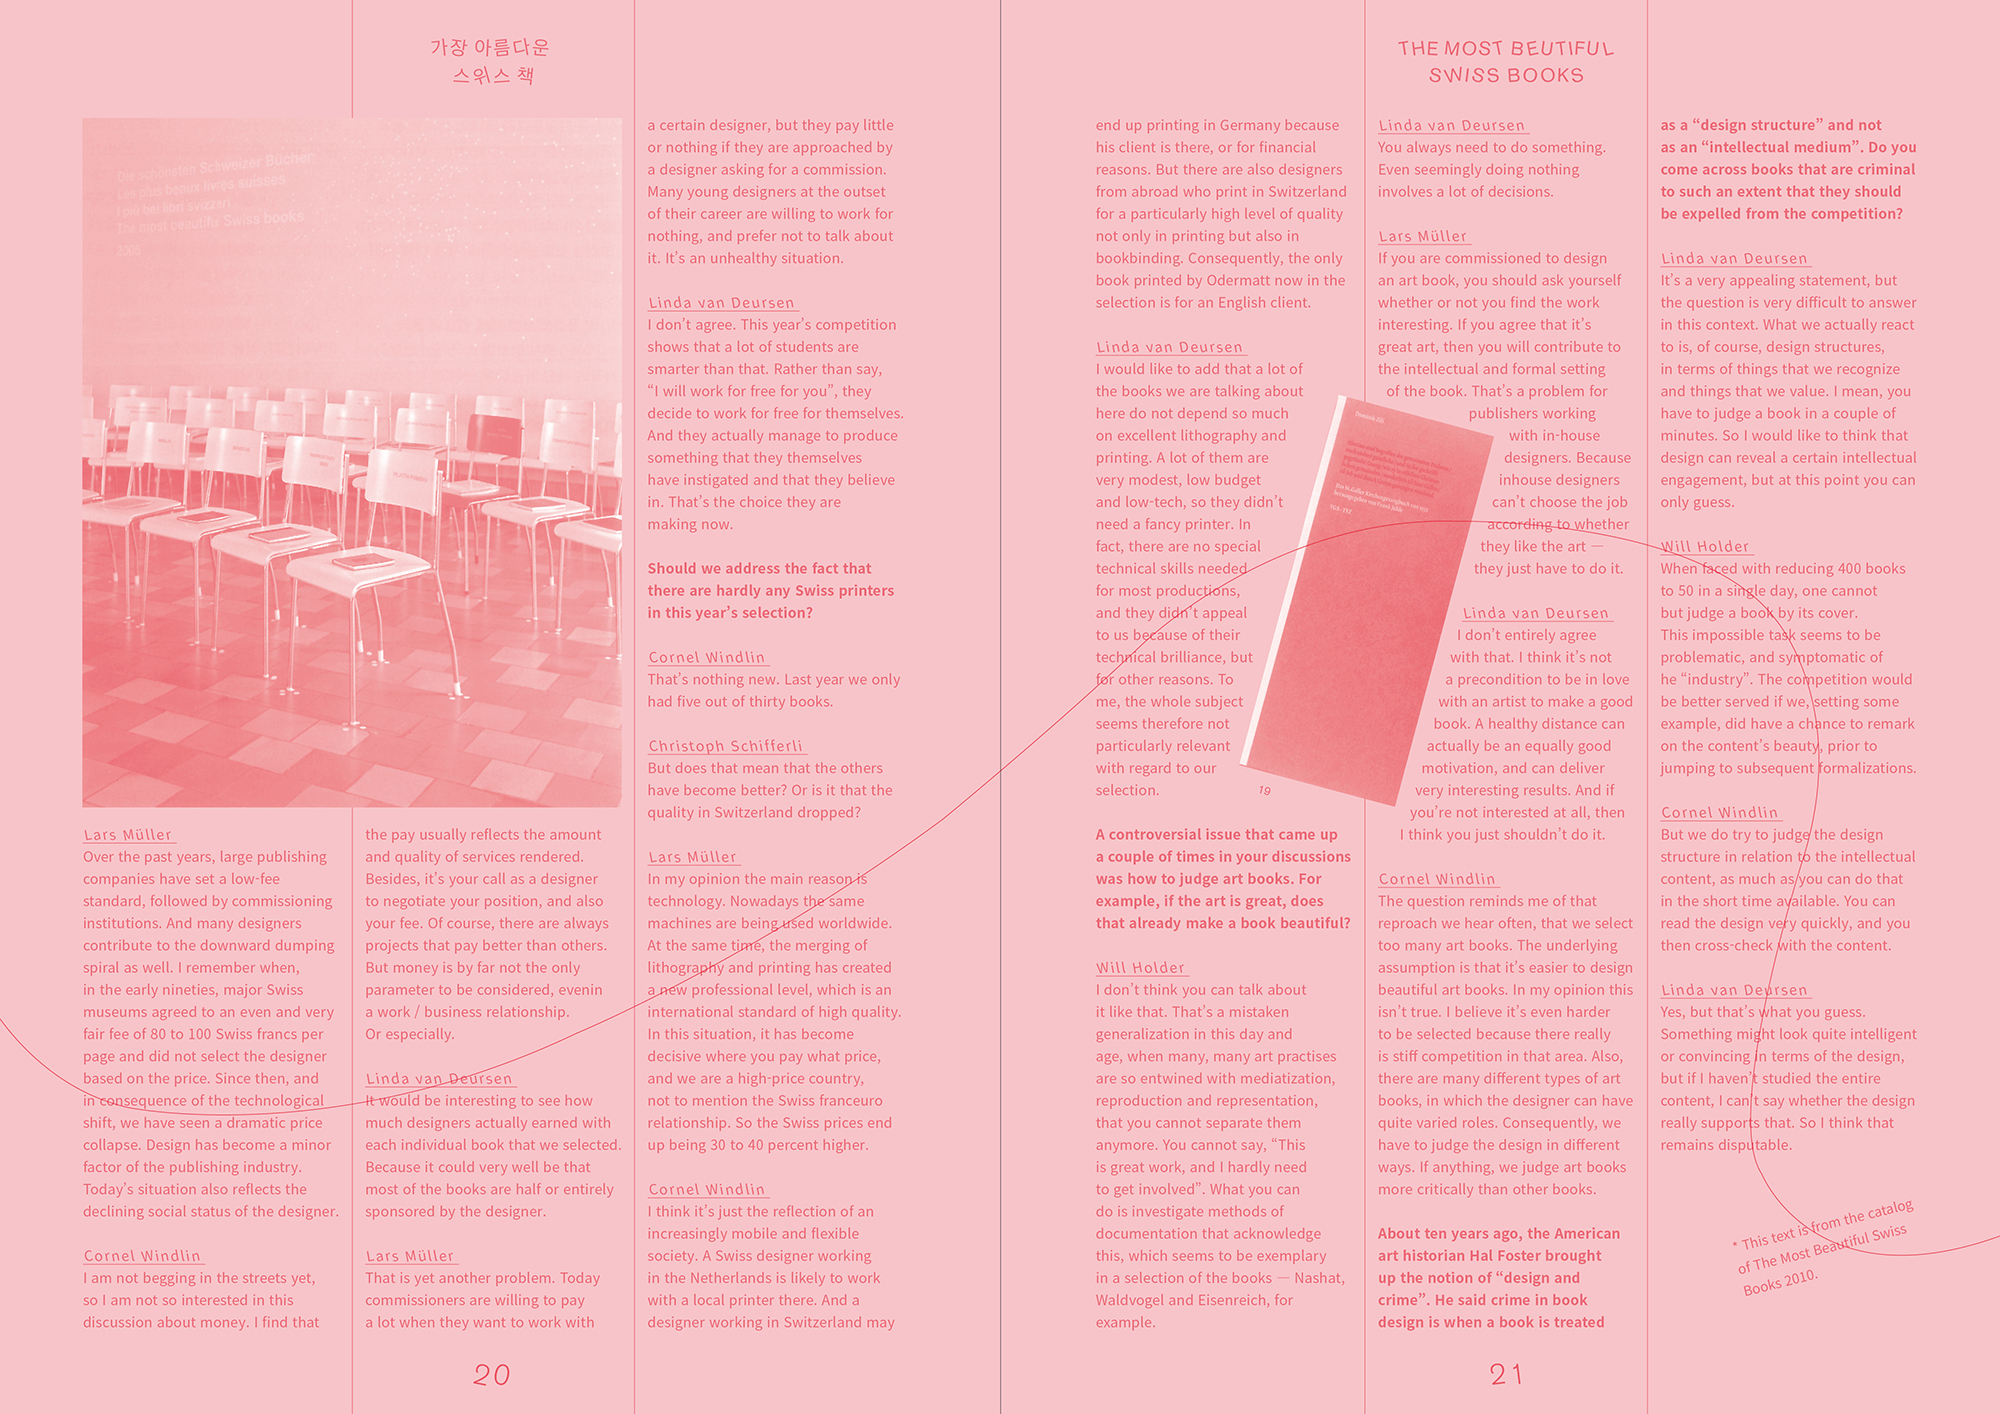 가장 아름다운
스위스 책
Die schönsten Schweizer Bücher
Les plus beaux livres suisses
I più bei libri svizzeri
The most beautiful Swiss books
2006
Lars Müller
Over the past years, large publishing
companies have set a low-fee
standard, followed by commissioning
institutions. And many designers
contribute to the downward dumping
spiral as well. I remember when,
in the early nineties, major Swiss
museums agreed to an even and very
fair fee of 80 to 100 Swiss francs per
page and did not select the designer
based on the price. Since then, and
in consequence of the technological
shift, we have seen a dramatic price
collapse. Design has become a minor
factor of the publishing industry.
Today's situation also reflects the
declining social status of the designer.
Cornel Windlin
I am not begging in the streets yet,
so I am not so interested in this
discussion about money. I find that
the pay usually reflects the amount
and quality of services rendered.
Besides, it's your call as a designer
to negotiate your position, and also
your fee. Of course, there are always
projects that pay better than others.
But money is by far not the only
parameter to be considered, evenin
a work / business relationship.
Or especially.
Linda van Deursen
It would be interesting to see how
much designers actually earned with
each individual book that we selected.
Because it could very well be that
most of the books are half or entirely
sponsored by the designer.
Lars Müller
That is yet another problem. Today
commissioners are willing to pay
a lot when they want to work with
a certain designer, but they pay little
or nothing if they are approached by
a designer asking for a commission.
Many young designers at the outset
of their career are willing to work for
nothing, and prefer not to talk about
it. It's an unhealthy situation.
Linda van Deursen
I don't agree. This year's competition
shows that a lot of students are
smarter than that. Rather than say,
“I will work for free for you”, they
decide to work for free for themselves.
And they actually manage to produce
something that they themselves
have instigated and that they believe
in. That's the choice they are
making now.
Should we address the fact that
there are hardly any Swiss printers
in this year's selection?
Cornel Windlin
That's nothing new. Last year we only
had five out of thirty books.
Christoph Schifferli
But does that mean that the others
have become better? Or is it that the
quality in Switzerland dropped?
Lars Müller
In my opinion the main reason is
technology. Nowadays the same
machines are being used worldwide.
At the same time, the merging of
lithography and printing has created
a new professional level, which is an
international standard of high quality.
In this situation, it has become
decisive where you pay what price,
and we are a high-price country,
not to mention the Swiss franceuro
relationship. So the Swiss prices end
up being 30 to 40 percent higher.
Cornel Windlin
I think it's just the reflection of an
increasingly mobile and flexible
society. A Swiss designer working
in the Netherlands is likely to work
with a local printer there. And a
designer working in Switzerland may
20
THE MOST BEUTIFUL
SWISS BOOKS
end up printing in Germany because
his client is there, or for financial
reasons. But there are also designers
from abroad who print in Switzerland
for a particularly high level of quality
not only in printing but also in
bookbinding. Consequently, the only
book printed by Odermatt now in the
selection is for an English client.
Linda van Deursen
I would like to add that a lot of
the books we are talking about
here do not depend so much
on excellent lithography and
printing. A lot of them are
very modest, low budget
and low-tech, so they didn't
need a fancy printer. In
fact, there are no special
technical skills needed
for most productions,
and they didn't appeal
to us because of their
technical brilliance, but
for other reasons. To
me, the whole subject
seems therefore not
particularly relevant
with regard to our
selection.
19
A controversial issue that came up
a couple of times in your discussions
was how to judge art books. For
example, if the art is great, does
that already make a book beautiful?
Will Holder
I don't think you can talk about
it like that. That's a mistaken
generalization in this day and
age, when many, many art practises
are so entwined with mediatization,
reproduction and representation,
that you cannot separate them
anymore. You cannot say, “This
is great work, and I hardly need
to get involved”. What you can
do is investigate methods of
documentation that acknowledge
this, which seems to be exemplary
in a selection of the books — Nashat,
Waldvogel and Eisenreich, for
example.
Linda van Deursen
You always need to do something.
Even seemingly doing nothing
involves a lot of decisions.
Lars Müller
If you are commissioned to design
an art book, you should ask yourself
whether or not you find the work
interesting. If you agree that it's
great art, then you will contribute to
the intellectual and formal setting
of the book. That's a problem for
publishers working
with in-house
designers. Because
inhouse designers
can't choose the job
according to whether
they like the art —
they just have to do it.
Linda van Deursen
I don't entirely agree
with that. I think it's not
a precondition to be in love
with an artist to make a good
book. A healthy distance can
actually be an equally good
motivation, and can deliver
very interesting results. And if
you're not interested at all, then
I think you just shouldn't do it.
Cornel Windlin
The question reminds me of that
reproach we hear often, that we select
too many art books. The underlying
assumption is that it's easier to design
beautiful art books. In my opinion this
isn't true. I believe it's even harder
to be selected because there really
is stiff competition in that area. Also,
there are many different types of art
books, in which the designer can have
quite varied roles. Consequently, we
have to judge the design in different
ways. If anything, we judge art books
more critically than other books.
About ten years ago, the American
art historian Hal Foster brought
up the notion of “design and
crime”. He said crime in book
design is when a book is treated
as a “design structure” and not
as an “intellectual medium”. Do you
come across books that are criminal
to such an extent that they should
be expelled from the competition?
Linda van Deursen
It's a very appealing statement, but
the question is very difficult to answer
in this context. What we actually react
to is, of course, design structures,
in terms of things that we recognize
and things that we value. I mean, you
have to judge a book in a couple of
minutes. So I would like to think that
design can reveal a certain intellectual
engagement, but at this point you can
only guess.
Will Holder
When faced with reducing 400 books
to 50 in a single day, one cannot
but judge a book by its cover.
This impossible task seems to be
problematic, and symptomatic of
he “industry”. The competition would
be better served if we, setting some
example, did have a chance to remark
on the content's beauty, prior to
jumping to subsequent formalizations.
Cornel Windlin
But we do try to judge the design
structure in relation to the intellectual
content, as much as you can do that
in the short time available. You can
read the design very quickly, and you
then cross-check with the content.
Linda van Deursen
Yes, but that's what you guess.
Something might look quite intelligent
or convincing in terms of the design,
but if I haven't studied the entire
content, I can't say whether the design
really supports that. So I think that
remains disputable.
* This text is from the catalog
of The Most Beautiful Swiss
Books 2010.
21